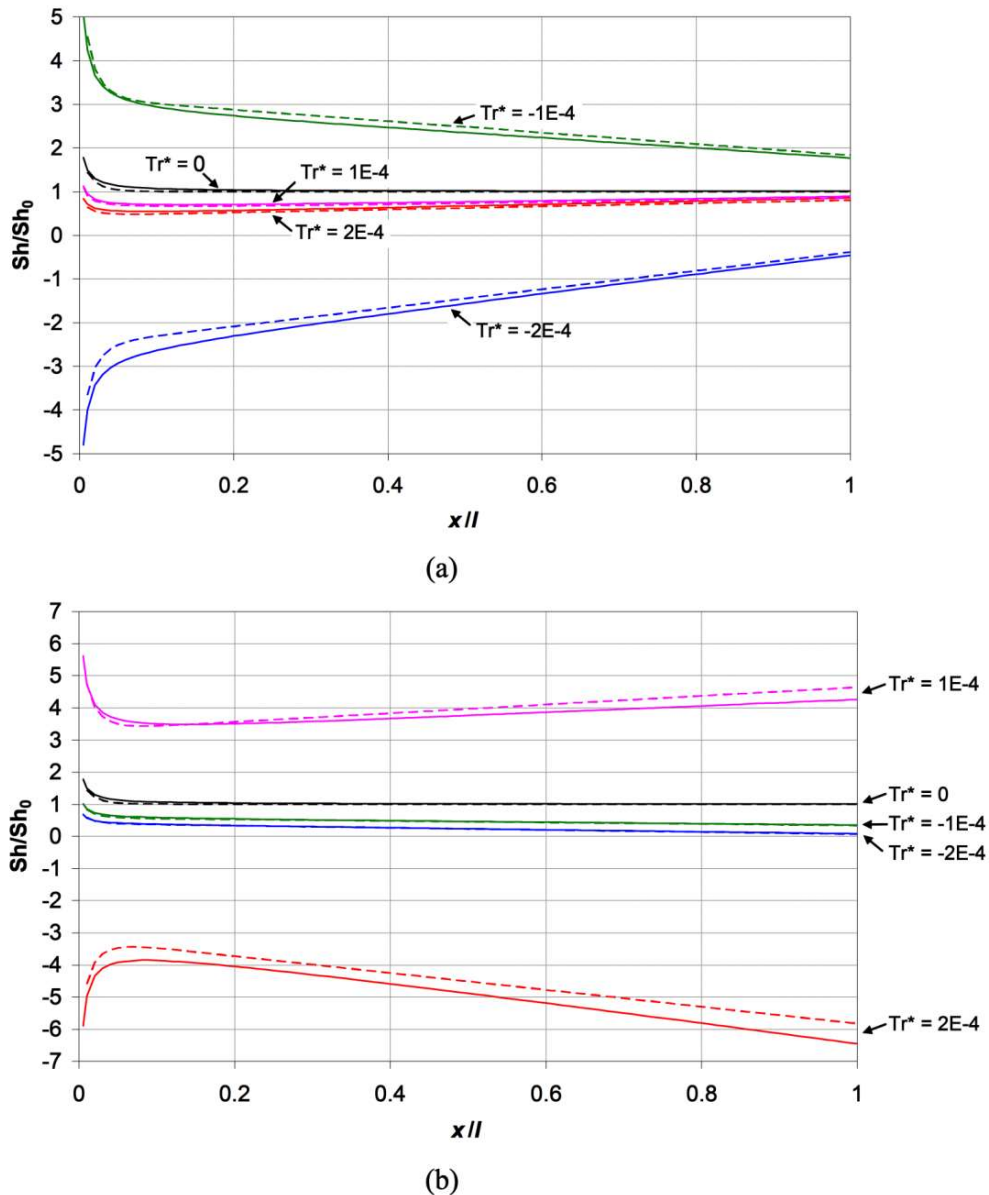 5
4
3
2
1
0
-1
-2
-3
-4
-5
Sh/Sh0
Tr* = -1E-4
Tr* = 0
Tr* = 1E-4
Tr* = 2E-4
Tr* = -2E-4
0 0.2 0.4 0.6 0.8 1
x/l
(a)
7
6
5
4
3
2
1
0
-1
-2
-3
-4
-5
-6
-7
Sh/Sh0
Tr* = 1E-4
Tr* = 0
Tr* = -1E-4
Tr* = -2E-4
Tr* = 2E-4
0 0.2 0.4 0.6 0.8 1
x/l
(b)